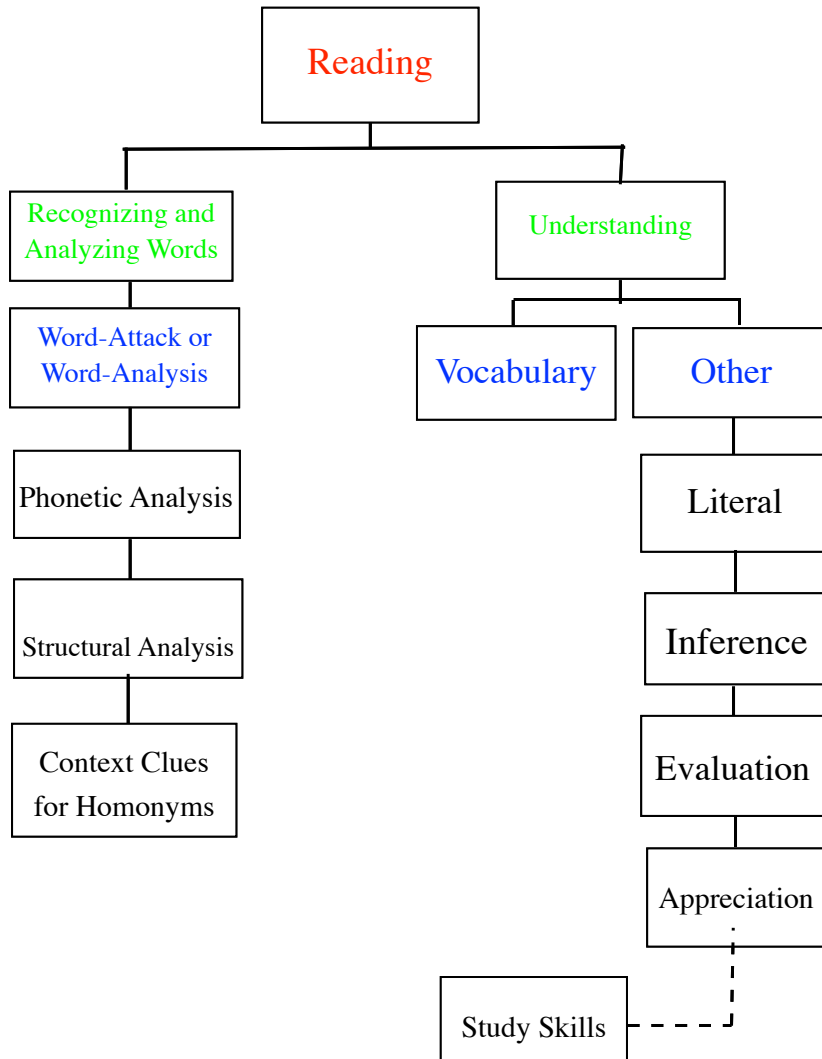 Reading
Recognizing and
Analyzing Words
Understanding
Word-Attack or
Word-Analysis
Vocabulary
Other
Phonetic Analysis
Literal
Structural Analysis
Inference
Context Clues
for Homonyms
Evaluation
Appreciation
Study Skills